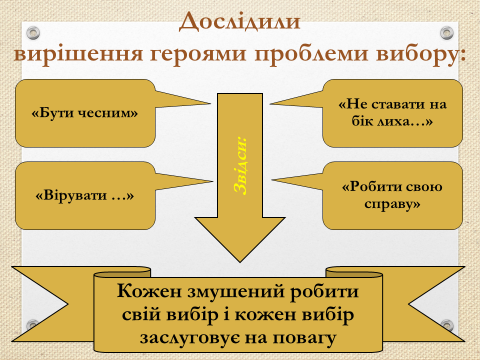 Дослідили
вирішення героями проблеми вибору:
«Бути чесним»
«Не ставати на
бік лиха…»
Звідси:
«Вірувати …»
«Робити свою
справу»
Кожен змушений робити
свій вибір і кожен вибір
заслуговує на повагу